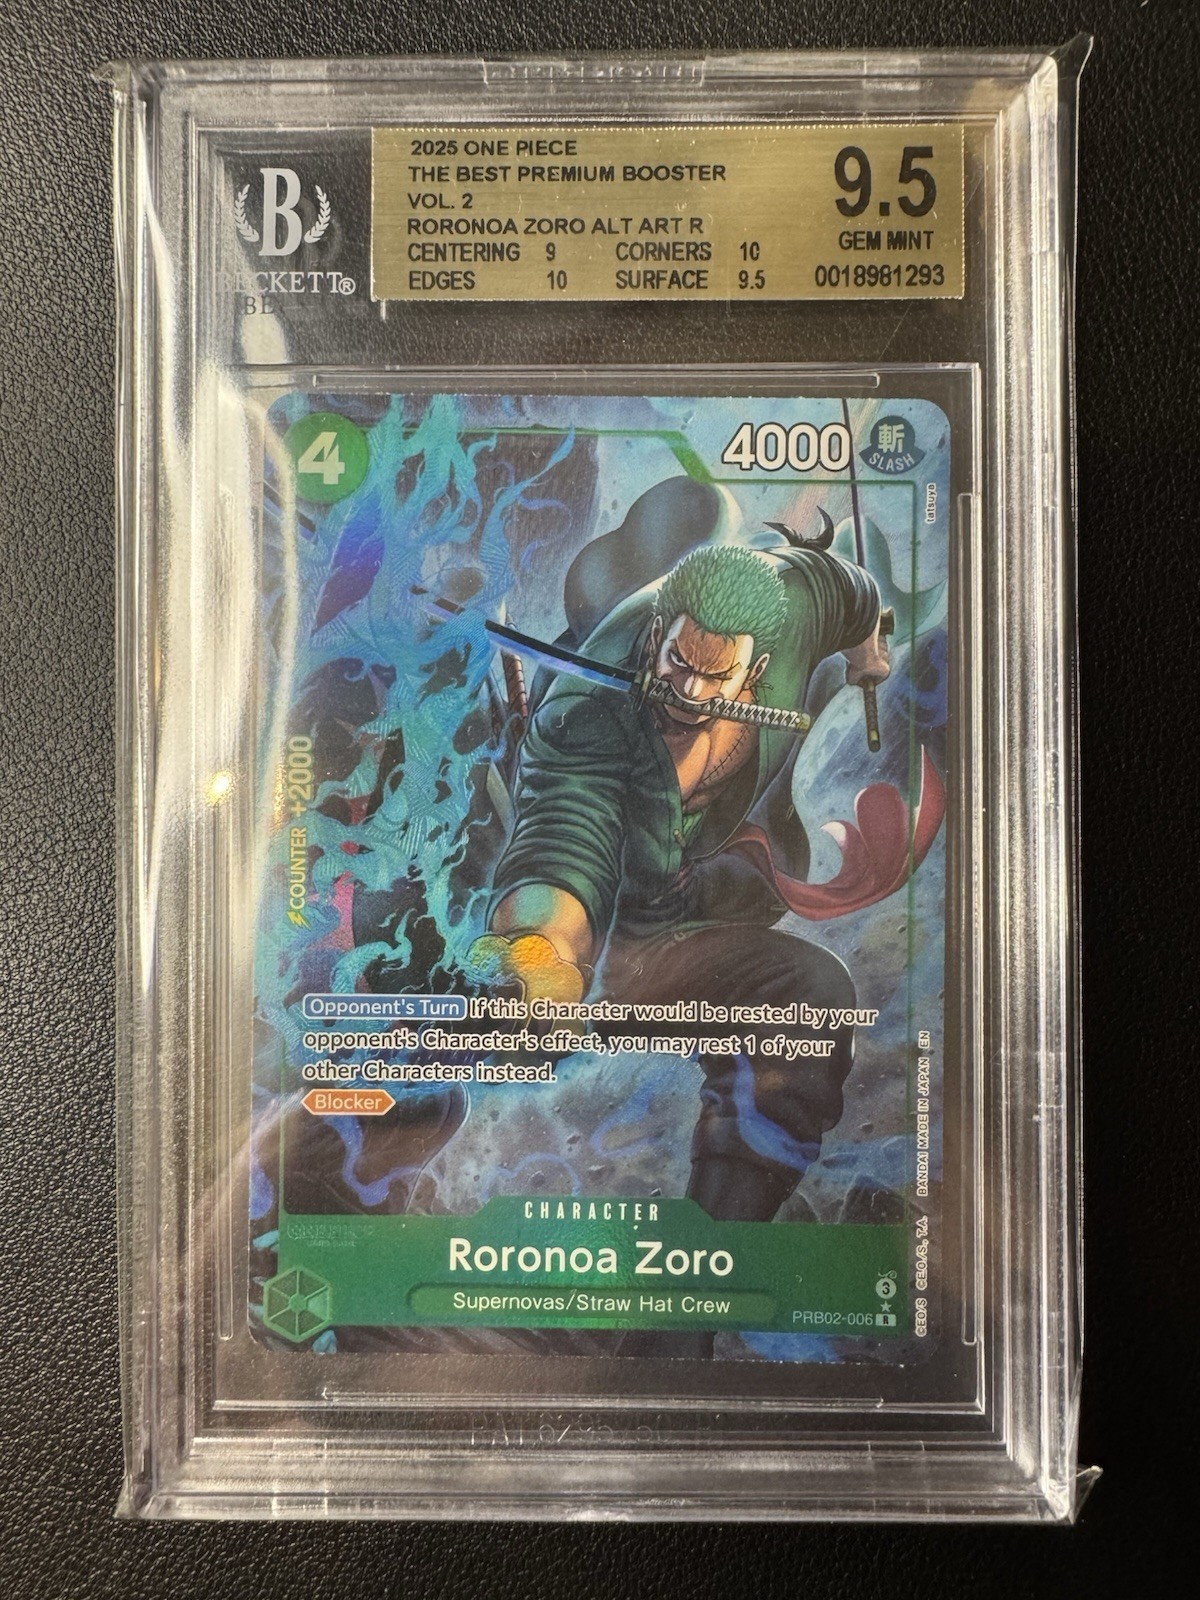 2025 ONE PIECE
THE BEST PREMIUM BOOSTER
VOL. 2
RORONOA ZORO ALT ART R
CENTERING 9 CORNERS 10
EDGES 10 SURFACE 9.5
9.5
GEM MINT
0018981293
B
BECKETT®
4
4000
斬
SLASH
tatsuya
COUNTER +2000
Opponent's Turn If this Character would be rested by your
opponent's Character's effect, you may rest 1 of your
other Characters instead.
Blocker
CHARACTER
Roronoa Zoro
Supernovas/Straw Hat Crew
3
PRB02-006 R
©EO/S ©EO./S, T.A. BANDAI MADE IN JAPAN EN